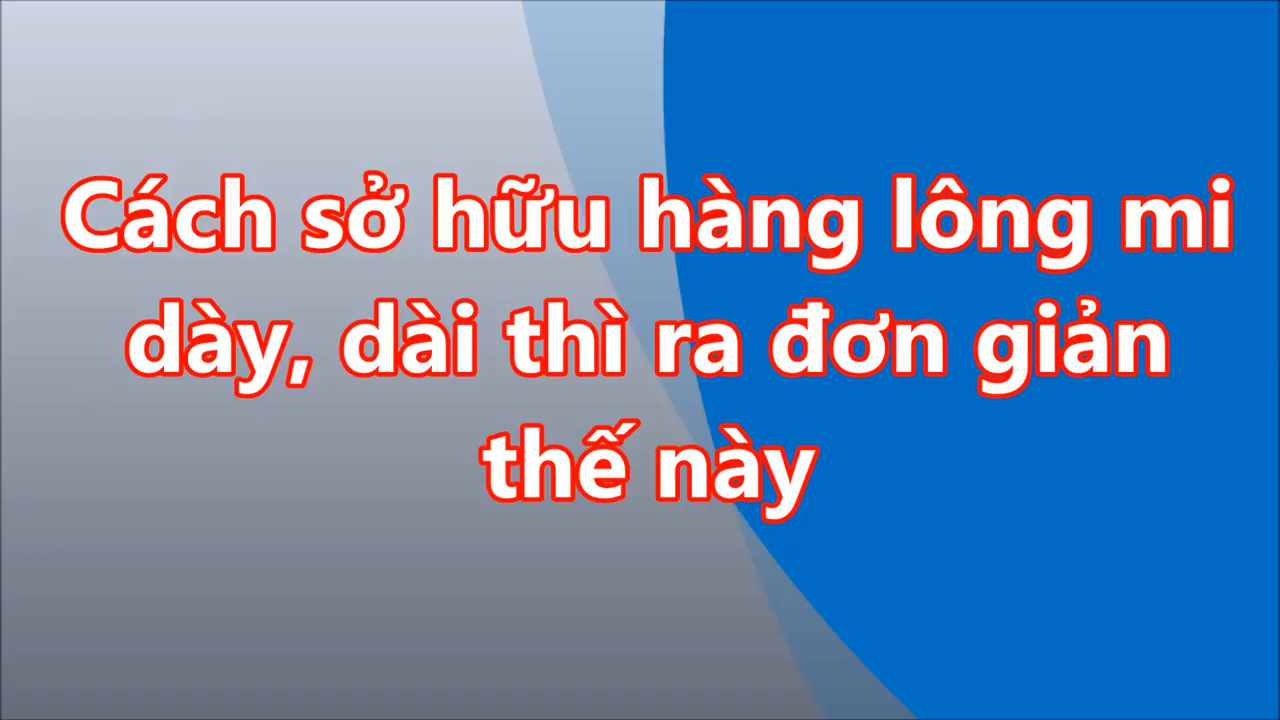 Cách sở hữu hàng lông mi
dày, dài thì ra đơn giản
thế này